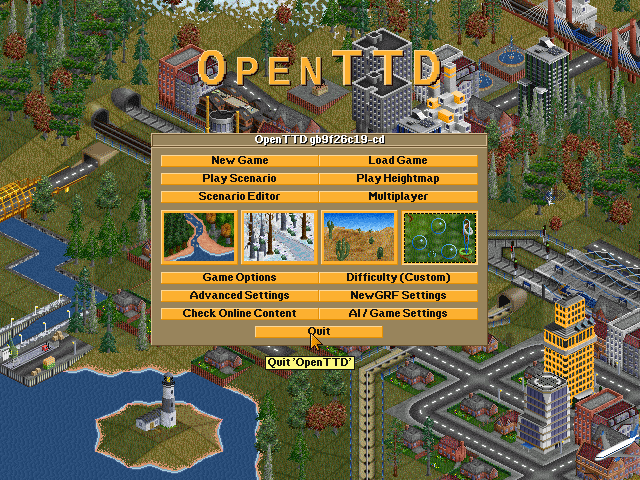 OPENTTD
OpenTTD gb9f26c19-cd
New Game Load Game
Play Scenario Play Heightmap
Scenario Editor Multiplayer
Game Options Difficulty (Custom)
Advanced Settings NewGRF Settings
Check Online Content AI / Game Settings
Quit
Quit 'OpenTTD'